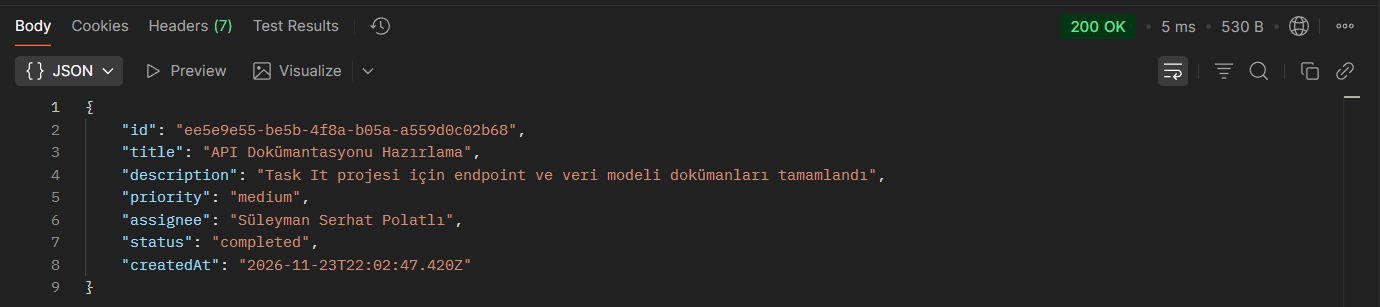 Body Cookies Headers (7) Test Results 200 OK • 5 ms • 530 B
{} JSON Preview Visualize
1 {
2 "id": "ee5e9e55-be5b-4f8a-b05a-a559d0c02b68",
3 "title": "API Dokümantasyonu Hazırlama",
4 "description": "Task It projesi için endpoint ve veri modeli dokümanları tamamlandı",
5 "priority": "medium",
6 "assignee": "Süleyman Serhat Polatlı",
7 "status": "completed",
8 "createdAt": "2026-11-23T22:02:47.420Z"
9 }